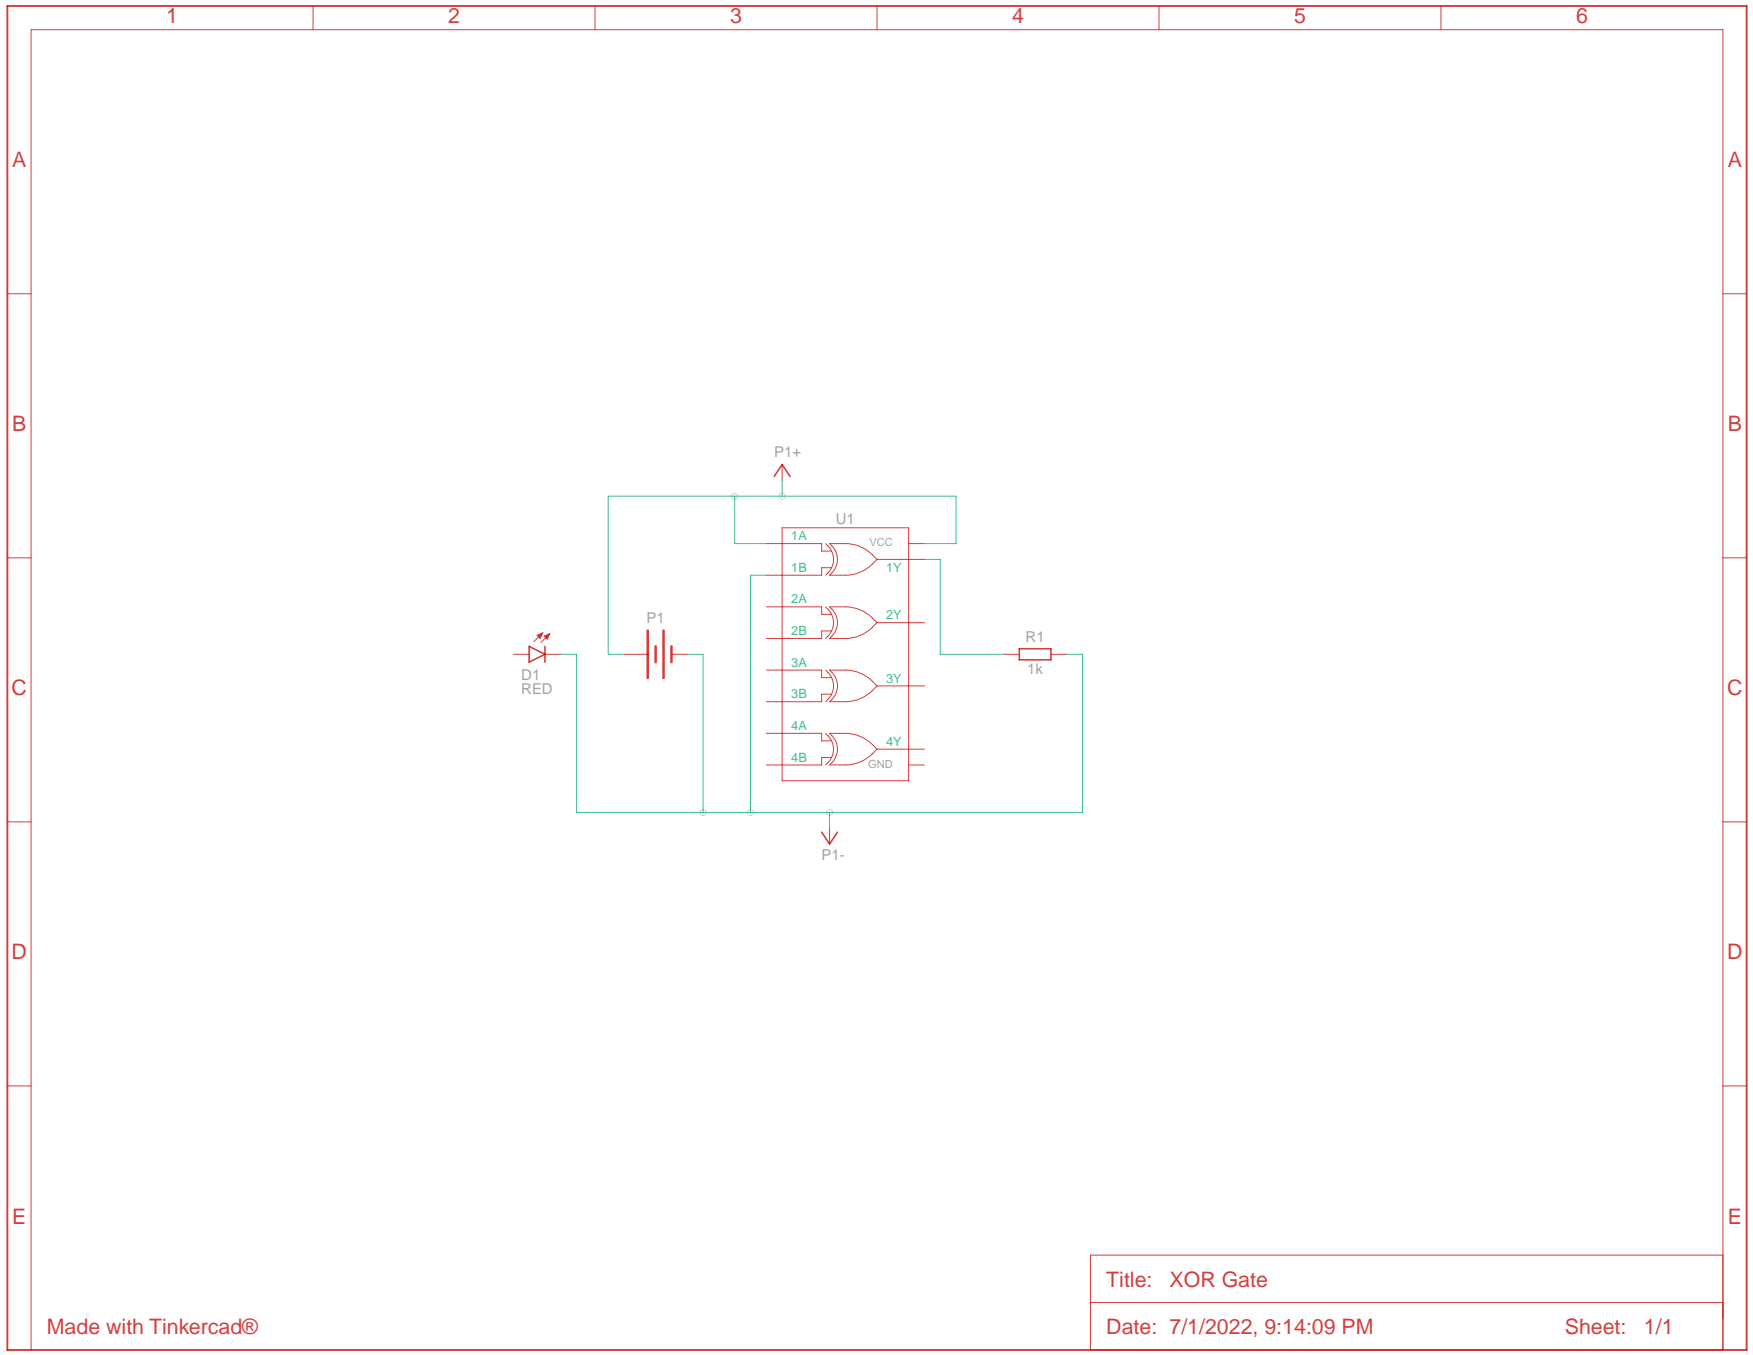 1 2 3 4 5 6
A A
B B
P1+
U1
1A VCC
1B 1Y
2A 2Y
P1
2B
R1
3A
1k
D1 3Y
RED
C C
3B
4A
4Y
4B GND
P1-
D D
E E
Title: XOR Gate
Made with Tinkercad®
Date: 7/1/2022, 9:14:09 PM Sheet: 1/1